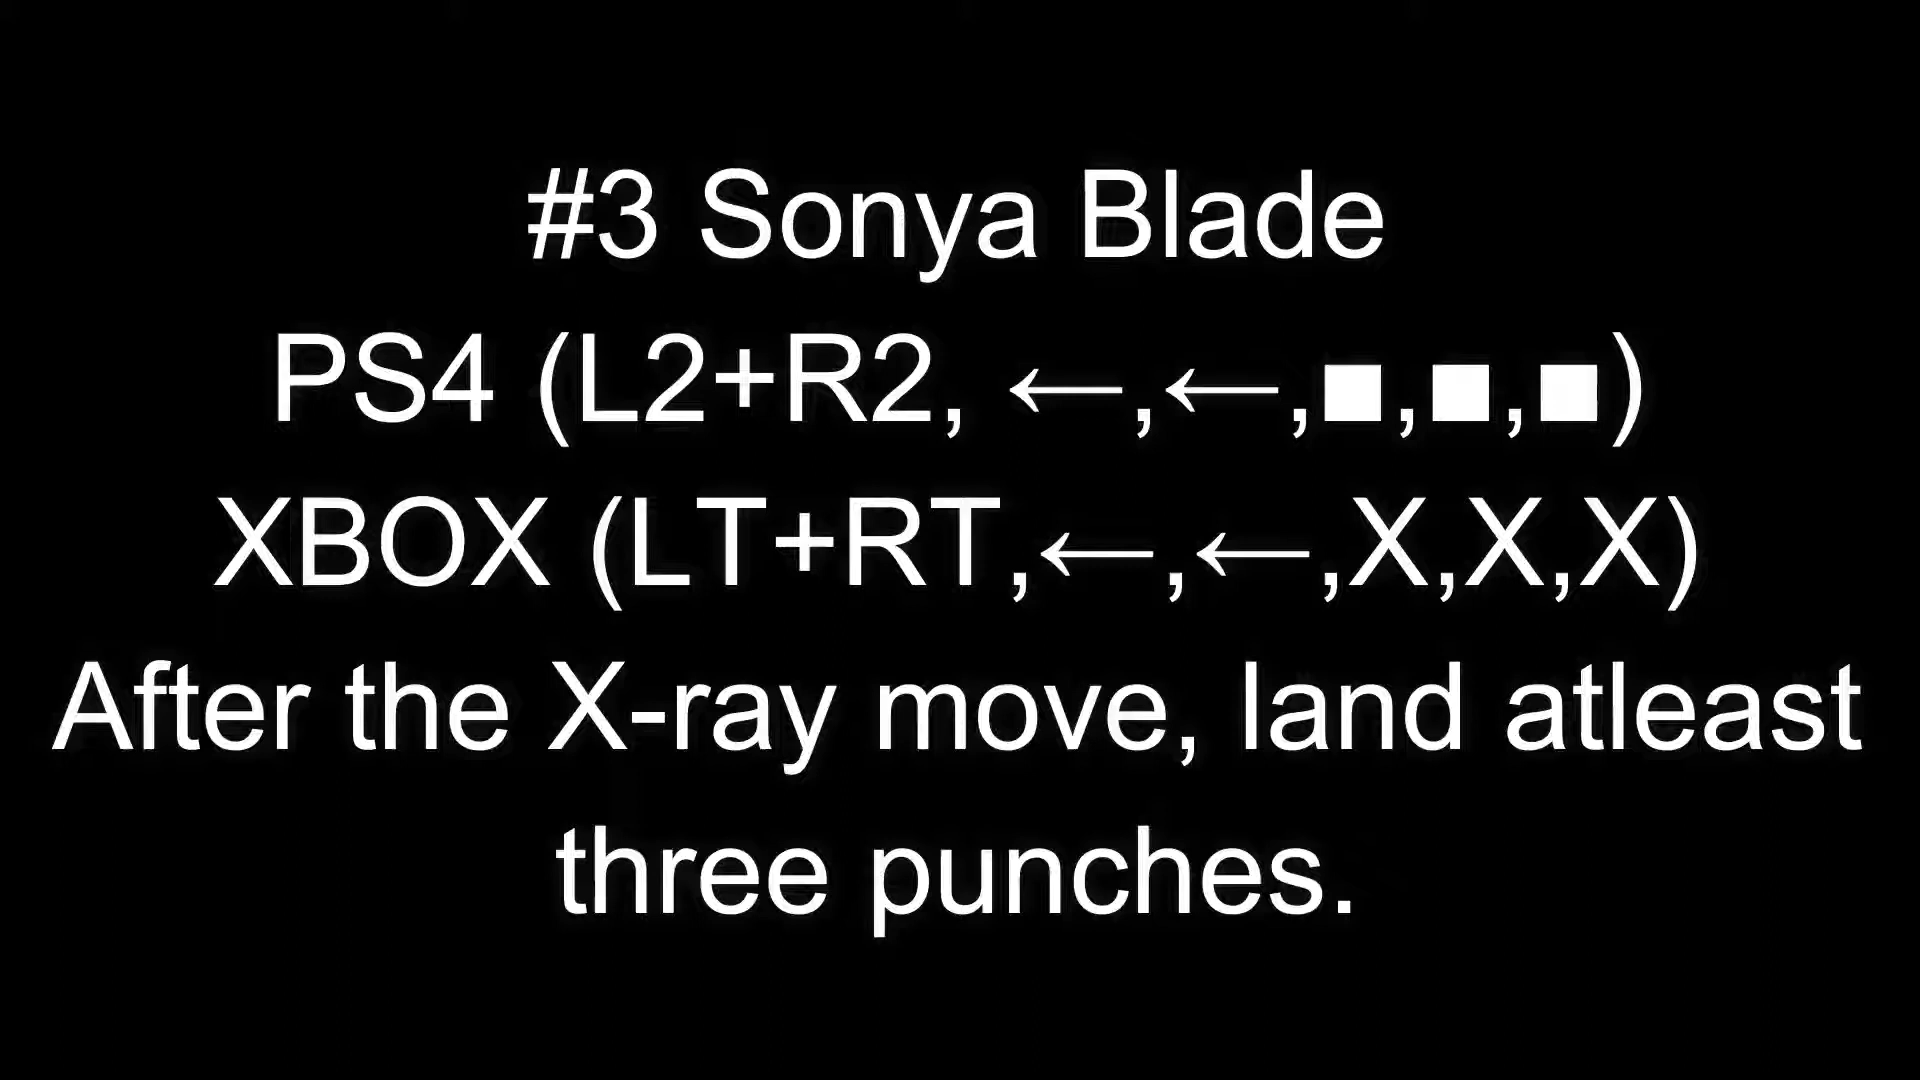 #3 Sonya Blade
PS4 (L2+R2, ←,←,■,■,■)
XBOX (LT+RT,←,←,X,X,X)
After the X-ray move, land atleast
three punches.